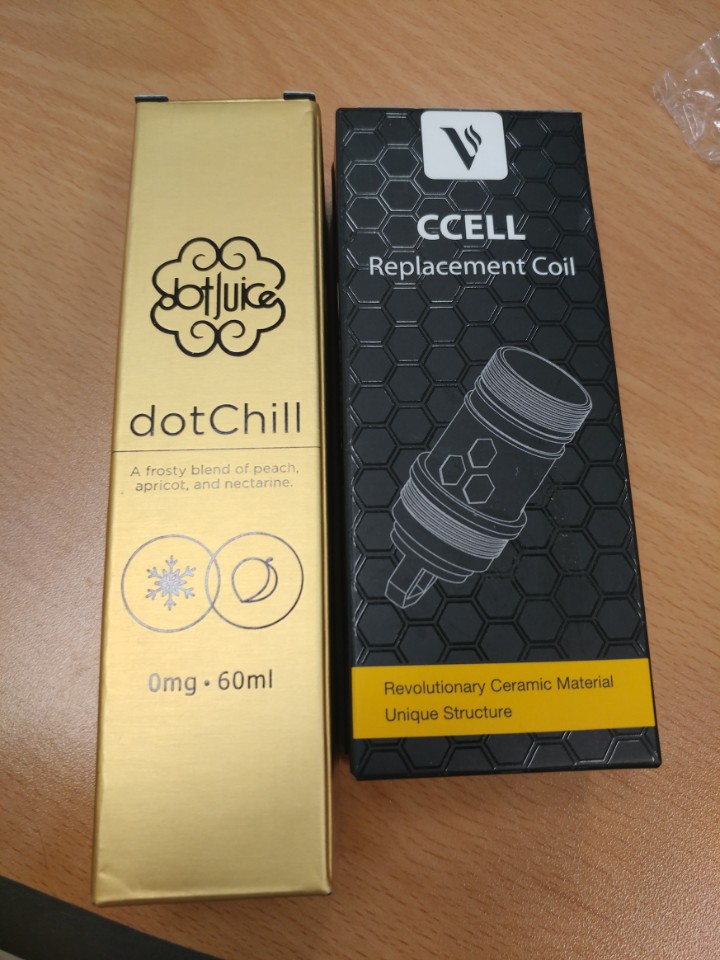 dotJuice
dotChill
A frosty blend of peach,
apricot, and nectarine.
0mg • 60ml
CCELL
Replacement Coil
Revolutionary Ceramic Material
Unique Structure